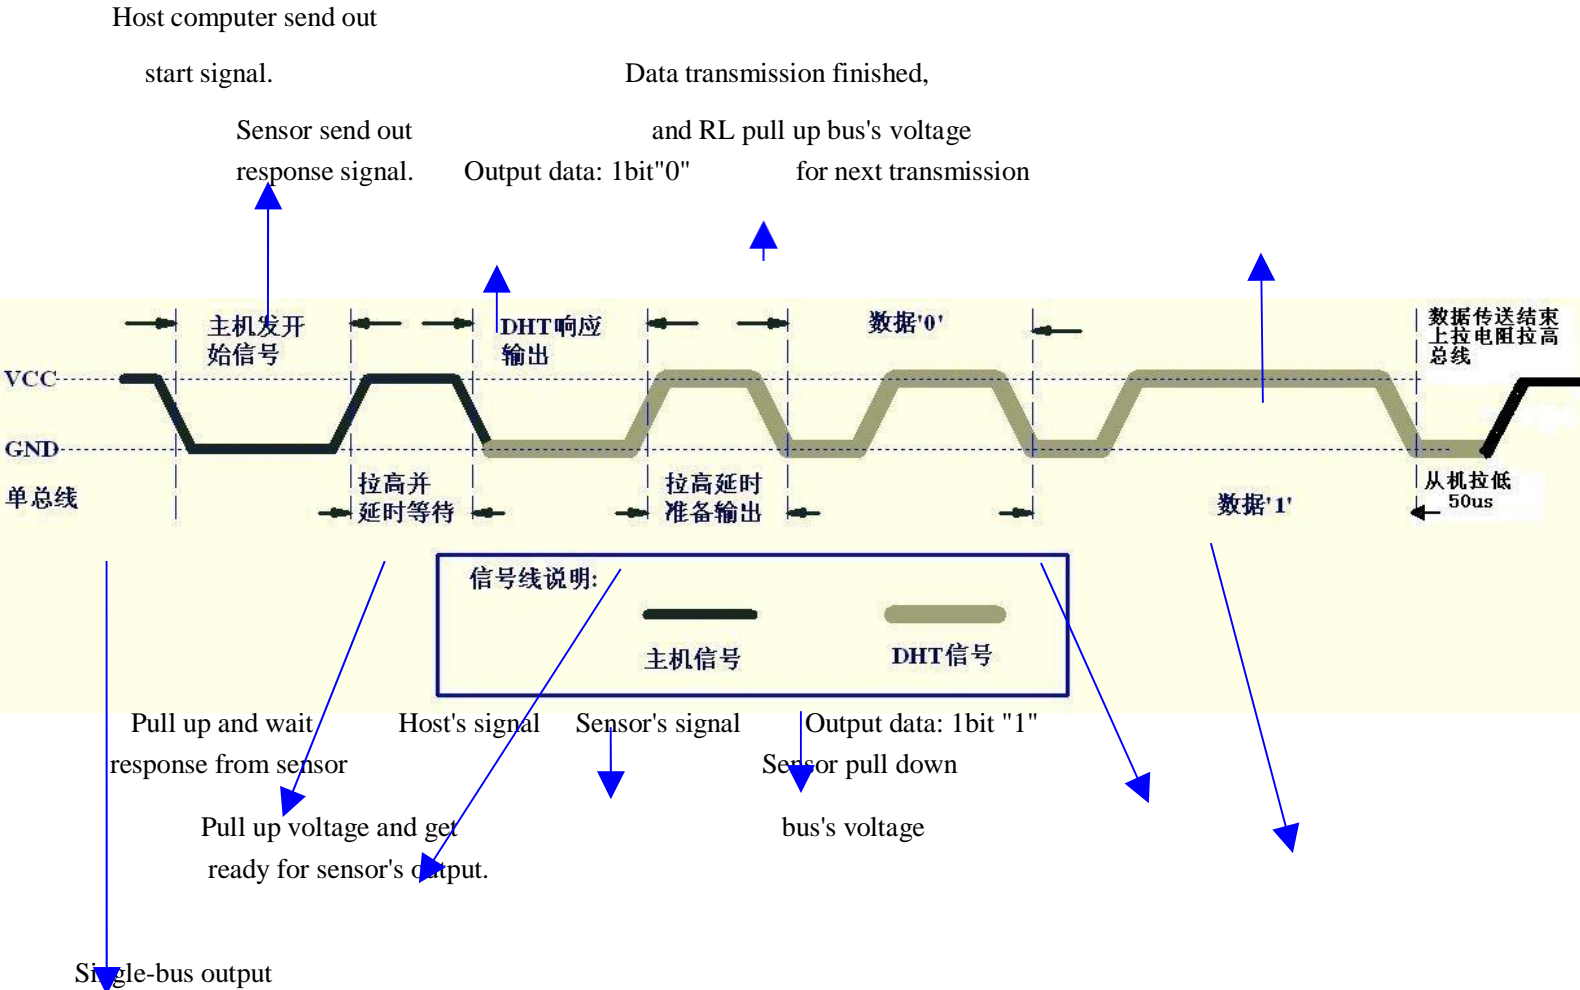 Host computer send out
start signal.
Data transmission finished,
Sensor send out
and RL pull up bus's voltage
response signal.
Output data: 1bit"0"
for next transmission
主机发开
始信号
DHT响应
输出
数据'0'
数据传送结束
上拉电阻拉高
总线
VCC
GND
单总线
拉高并
延时等待
拉高延时
准备输出
数据'1'
从机拉低
50us
信号线说明:
主机信号
DHT信号
Pull up and wait
Host's signal
Sensor's signal
Output data: 1bit "1"
response from sensor
Sensor pull down
Pull up voltage and get
bus's voltage
ready for sensor's output.
Single-bus output